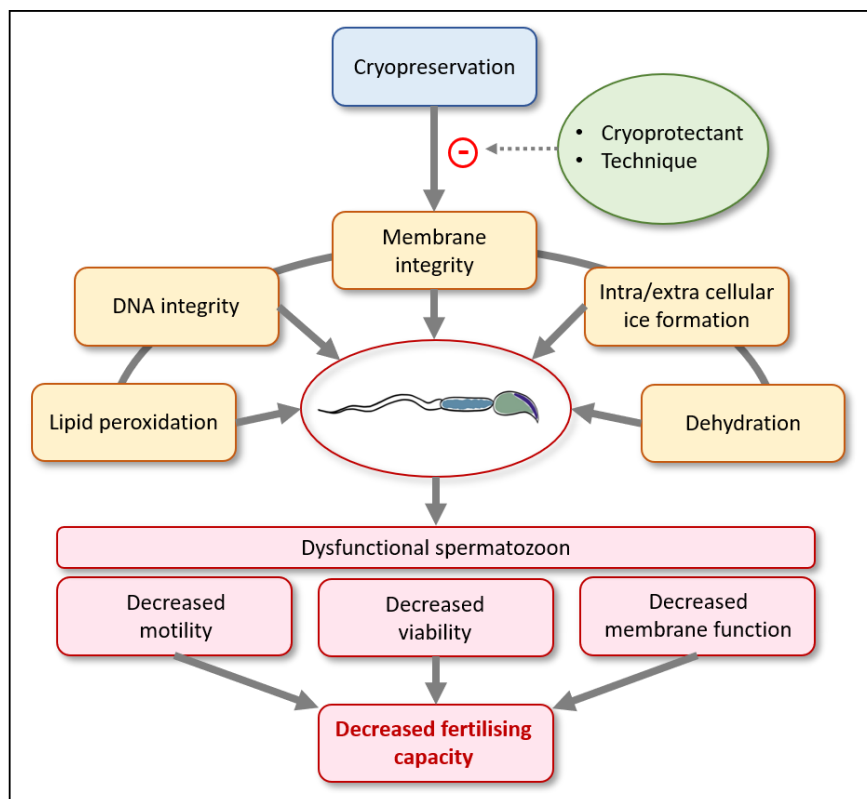 Cryopreservation
• Cryoprotectant
• Technique
-
Membrane
integrity
DNA integrity
Intra/extra cellular
ice formation
Lipid peroxidation
Dehydration
Dysfunctional spermatozoon
Decreased
motility
Decreased
viability
Decreased
membrane function
Decreased fertilising
capacity